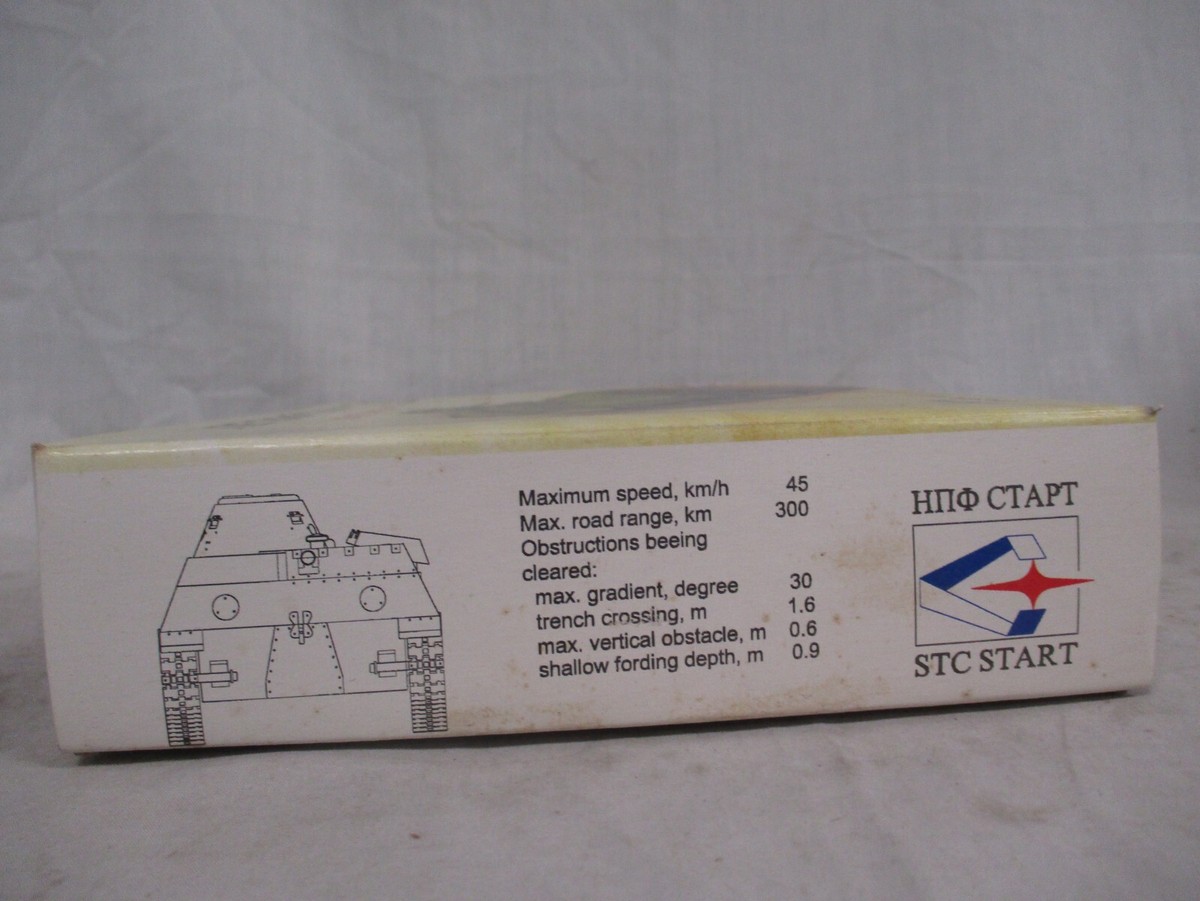 Maximum speed, km/h 45
Max. road range, km 300
Obstructions beeing
cleared:
max. gradient, degree 30
trench crossing, m 1.6
max. vertical obstacle, m 0.6
shallow fording depth, m 0.9
НПФ СТАРТ
STC START